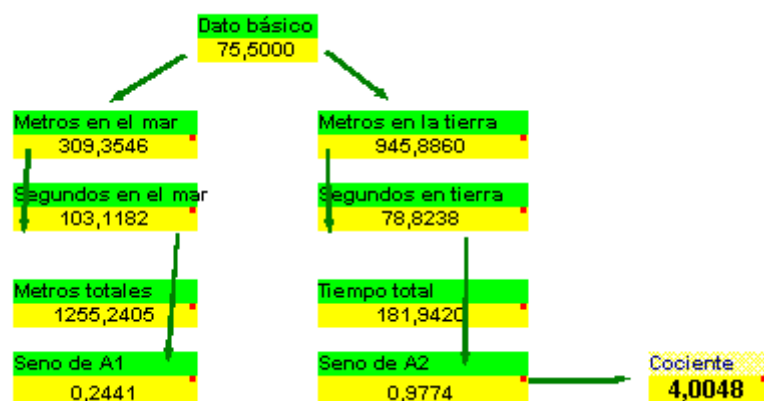 Dato básico
75,5000
Metros en el mar
309,3546
Metros en la tierra
945,8860
Segundos en el mar
103,1182
Segundos en tierra
78,8238
Metros totales
1255,2405
Tiempo total
181,9420
Seno de A1
0,2441
Seno de A2
0,9774
Cociente
4,0048